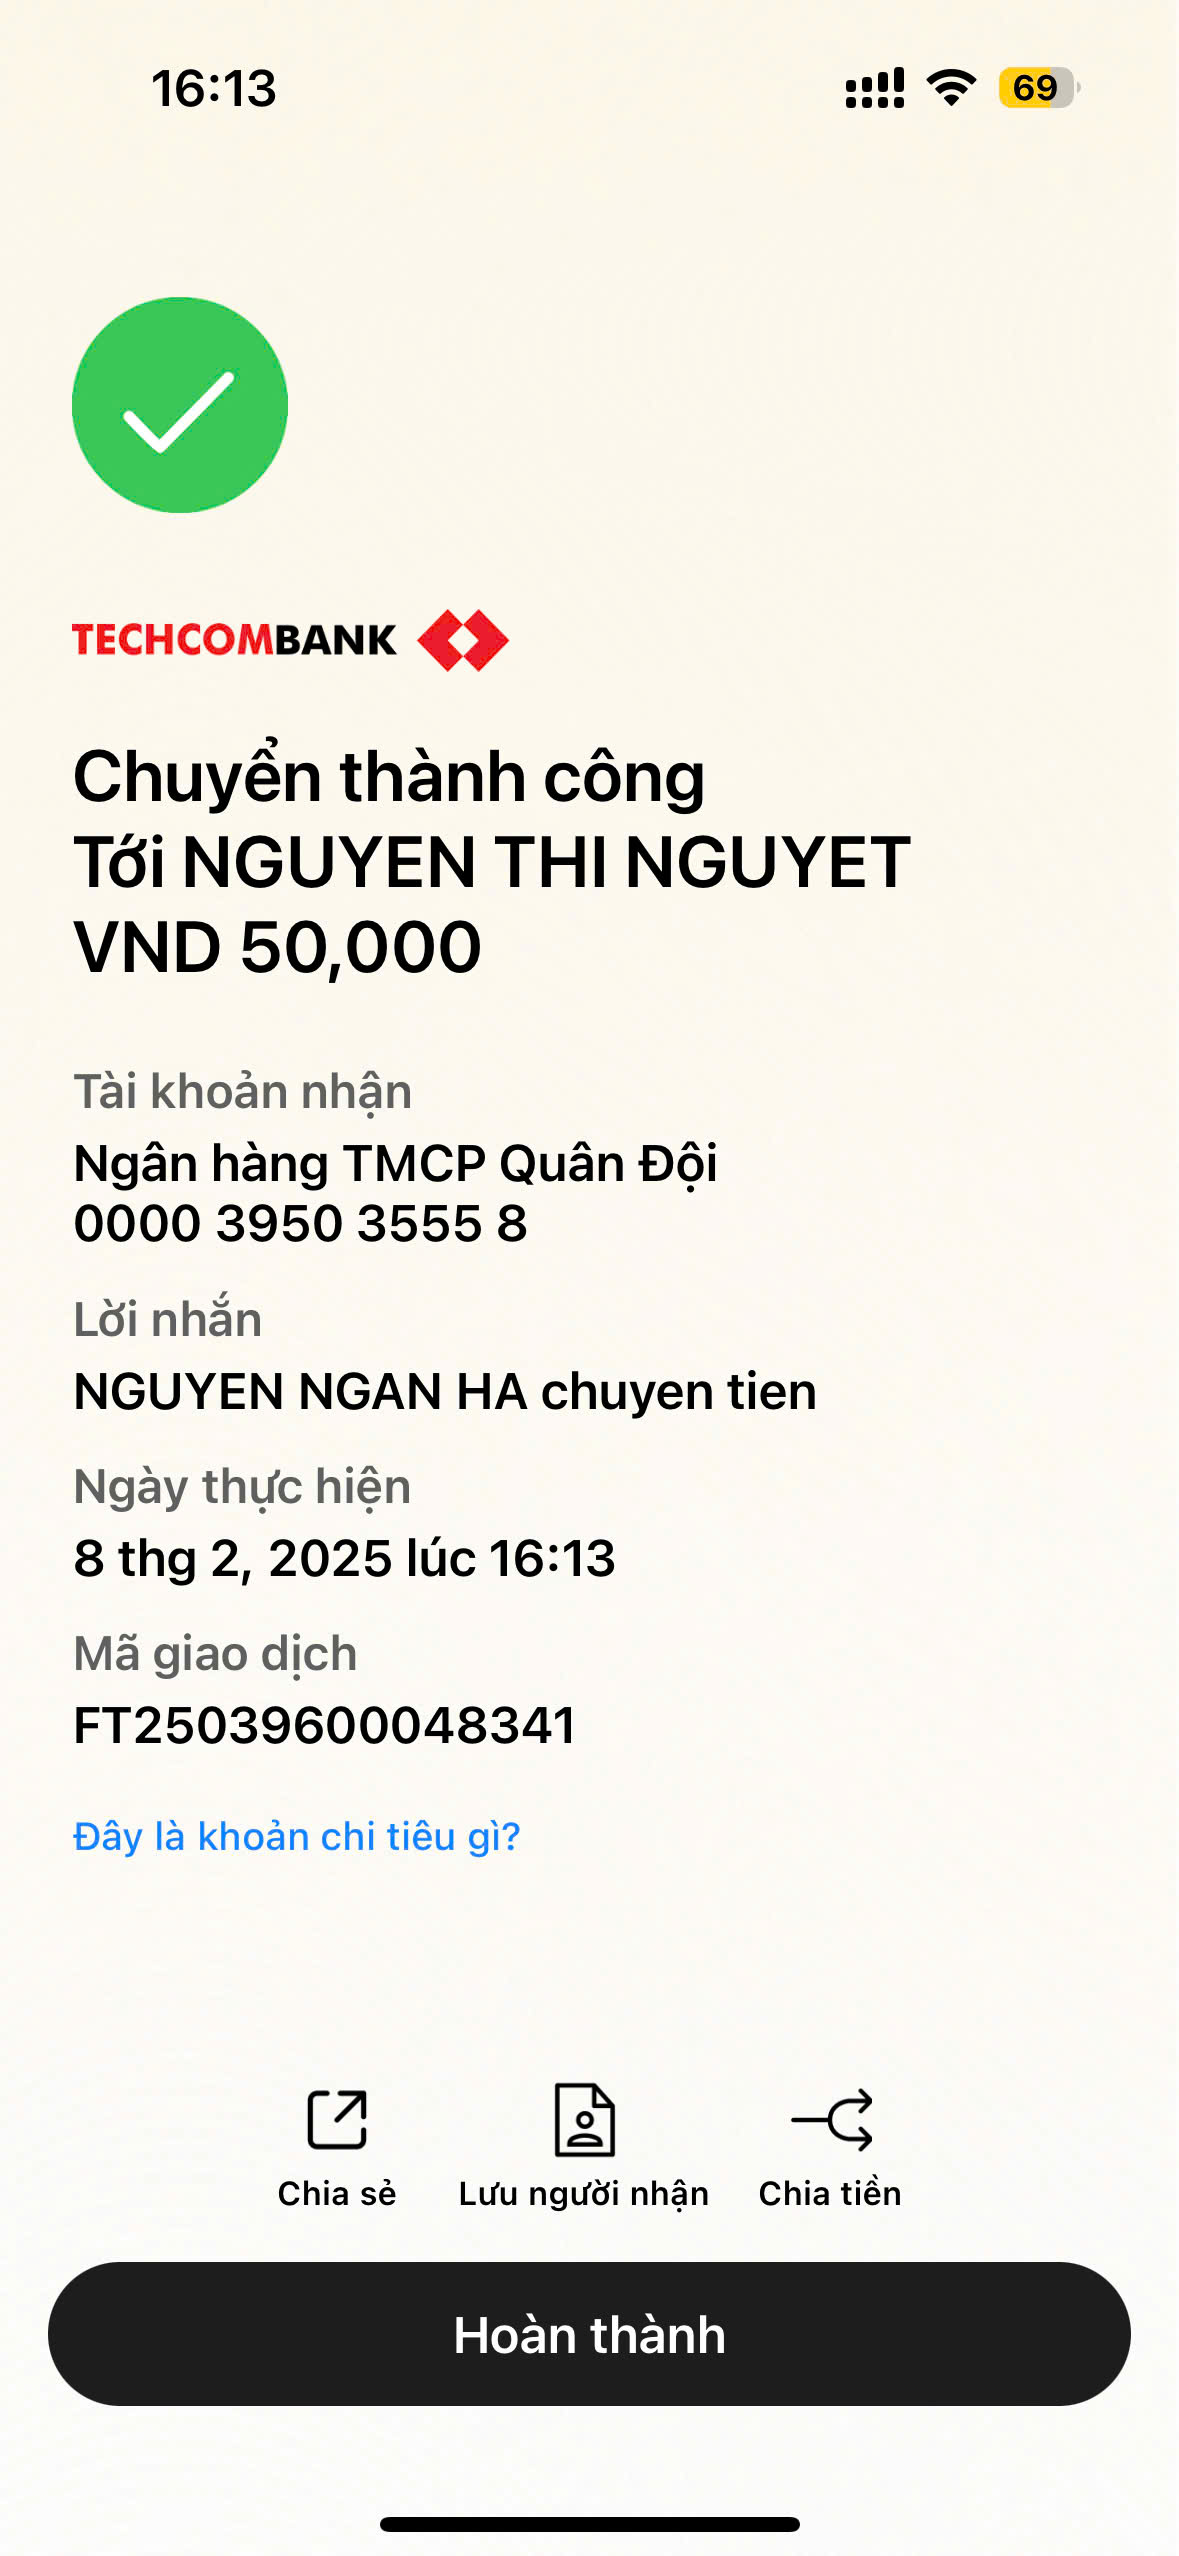 16:13
69
TECHCOMBANK
Chuyển thành công
Tới NGUYEN THI NGUYET
VND 50,000
Tài khoản nhận
Ngân hàng TMCP Quân Đội
0000 3950 3555 8
Lời nhắn
NGUYEN NGAN HA chuyen tien
Ngày thực hiện
8 thg 2, 2025 lúc 16:13
Mã giao dịch
FT25039600048341
Đây là khoản chi tiêu gì?
Chia sẻ
Lưu người nhận
Chia tiền
Hoàn thành